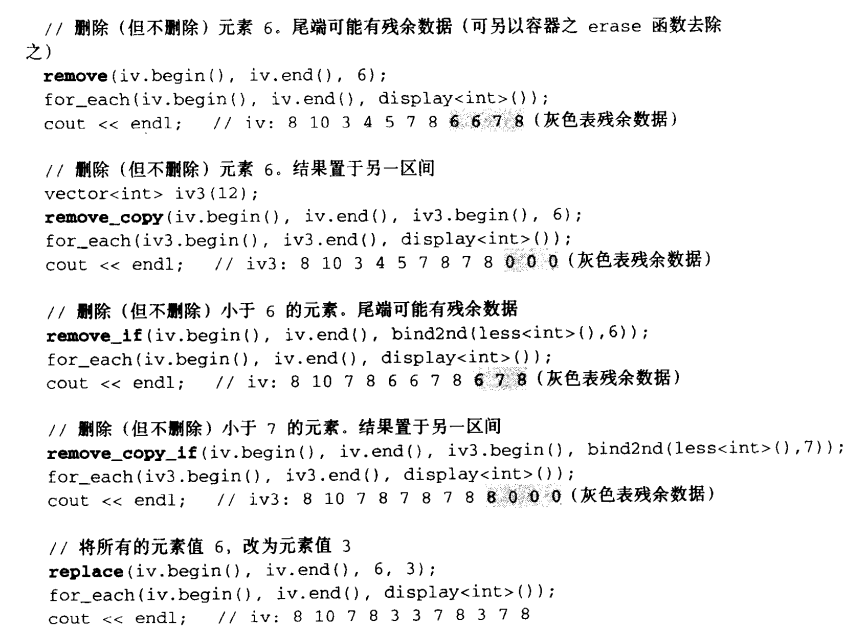 // 删除（但不删除）元素 6。尾端可能有残余数据（可另以容器之 erase 函数去除
之）
remove(iv.begin(), iv.end(), 6);
for_each(iv.begin(), iv.end(), display<int>());
cout << endl;   // iv: 8 10 3 4 5 7 8 6 6 7 8（灰色表残余数据）
// 删除（但不删除）元素 6。结果置于另一区间
vector<int> iv3(12);
remove_copy(iv.begin(), iv.end(), iv3.begin(), 6);
for_each(iv3.begin(), iv3.end(), display<int>());
cout << endl;   // iv3: 8 10 3 4 5 7 8 7 8 0 0 0（灰色表残余数据）
// 删除（但不删除）小于 6 的元素。尾端可能有残余数据
remove_if(iv.begin(), iv.end(), bind2nd(less<int>(),6));
for_each(iv.begin(), iv.end(), display<int>());
cout << endl;   // iv: 8 10 7 8 6 6 7 8 6 7 8（灰色表残余数据）
// 删除（但不删除）小于 7 的元素。结果置于另一区间
remove_copy_if(iv.begin(), iv.end(), iv3.begin(), bind2nd(less<int>(),7));
for_each(iv3.begin(), iv3.end(), display<int>());
cout << endl;   // iv3: 8 10 7 8 7 8 7 8 8 0 0 0（灰色表残余数据）
// 将所有的元素值 6，改为元素值 3
replace(iv.begin(), iv.end(), 6, 3);
for_each(iv.begin(), iv.end(), display<int>());
cout << endl;   // iv: 8 10 7 8 3 3 7 8 3 7 8